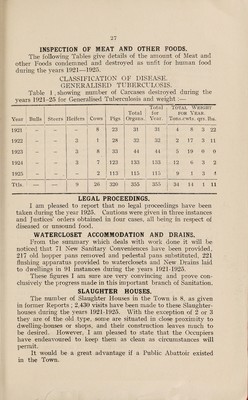 27
INSPECTION OF MEAT AND OTHER FOODS.
The following Tables give details of the amount of Meat and
other Foods condemned and destroyed as unfit for human food
during the years 1921—1925.
CLASSIFICATION OF DISEASE.
GENERALISED TUBERCULOSIS.
Table 1, showing number of Carcases destroyed during the
years 1921-25 for Generalised Tuberculosis and weight —
Year Bulls Steers Heifers Cows Pigs Total Organs. Total for Year. Total Weight for Year. Tons. cwts. qrs. lbs.
1921 – – – 8 23 31 31 4 8 3 22
1922 – – 3 1 28 32 32 2 17 5 11
1923 – – 3 8 33 44 44 5 19 0 0
1924 – – 3 7 123 133 133 12 6 3 2
1925 – – – 2 113 115 115 9 1 3
Ttls. — – 9 26 320 355 355 34 14 1 11
LEGAL PROCEEDINGS.
I am pleased to report that no legal proceedings have been
taken during the year 1925. Cautions were given in three instances
and Justices' orders obtained in four cases, all being in respect of
diseased or unsound food.
WATERCLOSET ACCOMMODATION AND DRAINS.
From the summary which deals with work done it will be
noticed that 71 New Sanitary Conveniences have been provided,
217 old hopper pans removed and pedestal pans substituted, 221
flushing apparatus provided to waterclosets and New Drains laid
to dwellings in 91 instances during the years 1921-1925.
These figures I am sure are very convincing and prove con-
clusively the progress made in this important branch of Sanitation.
SLAUGHTER HOUSES.
The number of Slaughter Houses in the Town is 8, as given
in former Reports; 2,430 visits have been made to these Slaughter-
houses during the years 1921-1925. With the exception of 2 or 3
they are of the old type, some are situated in close proximity to
dwelling-houses or shops, and their construction leaves much to
be desired. However, I am pleased to state that the Occupiers
have endeavoured to keep them as clean as circumstances will
permit.
It would be a great advantage if a Public Abattoir existed
in the Town.